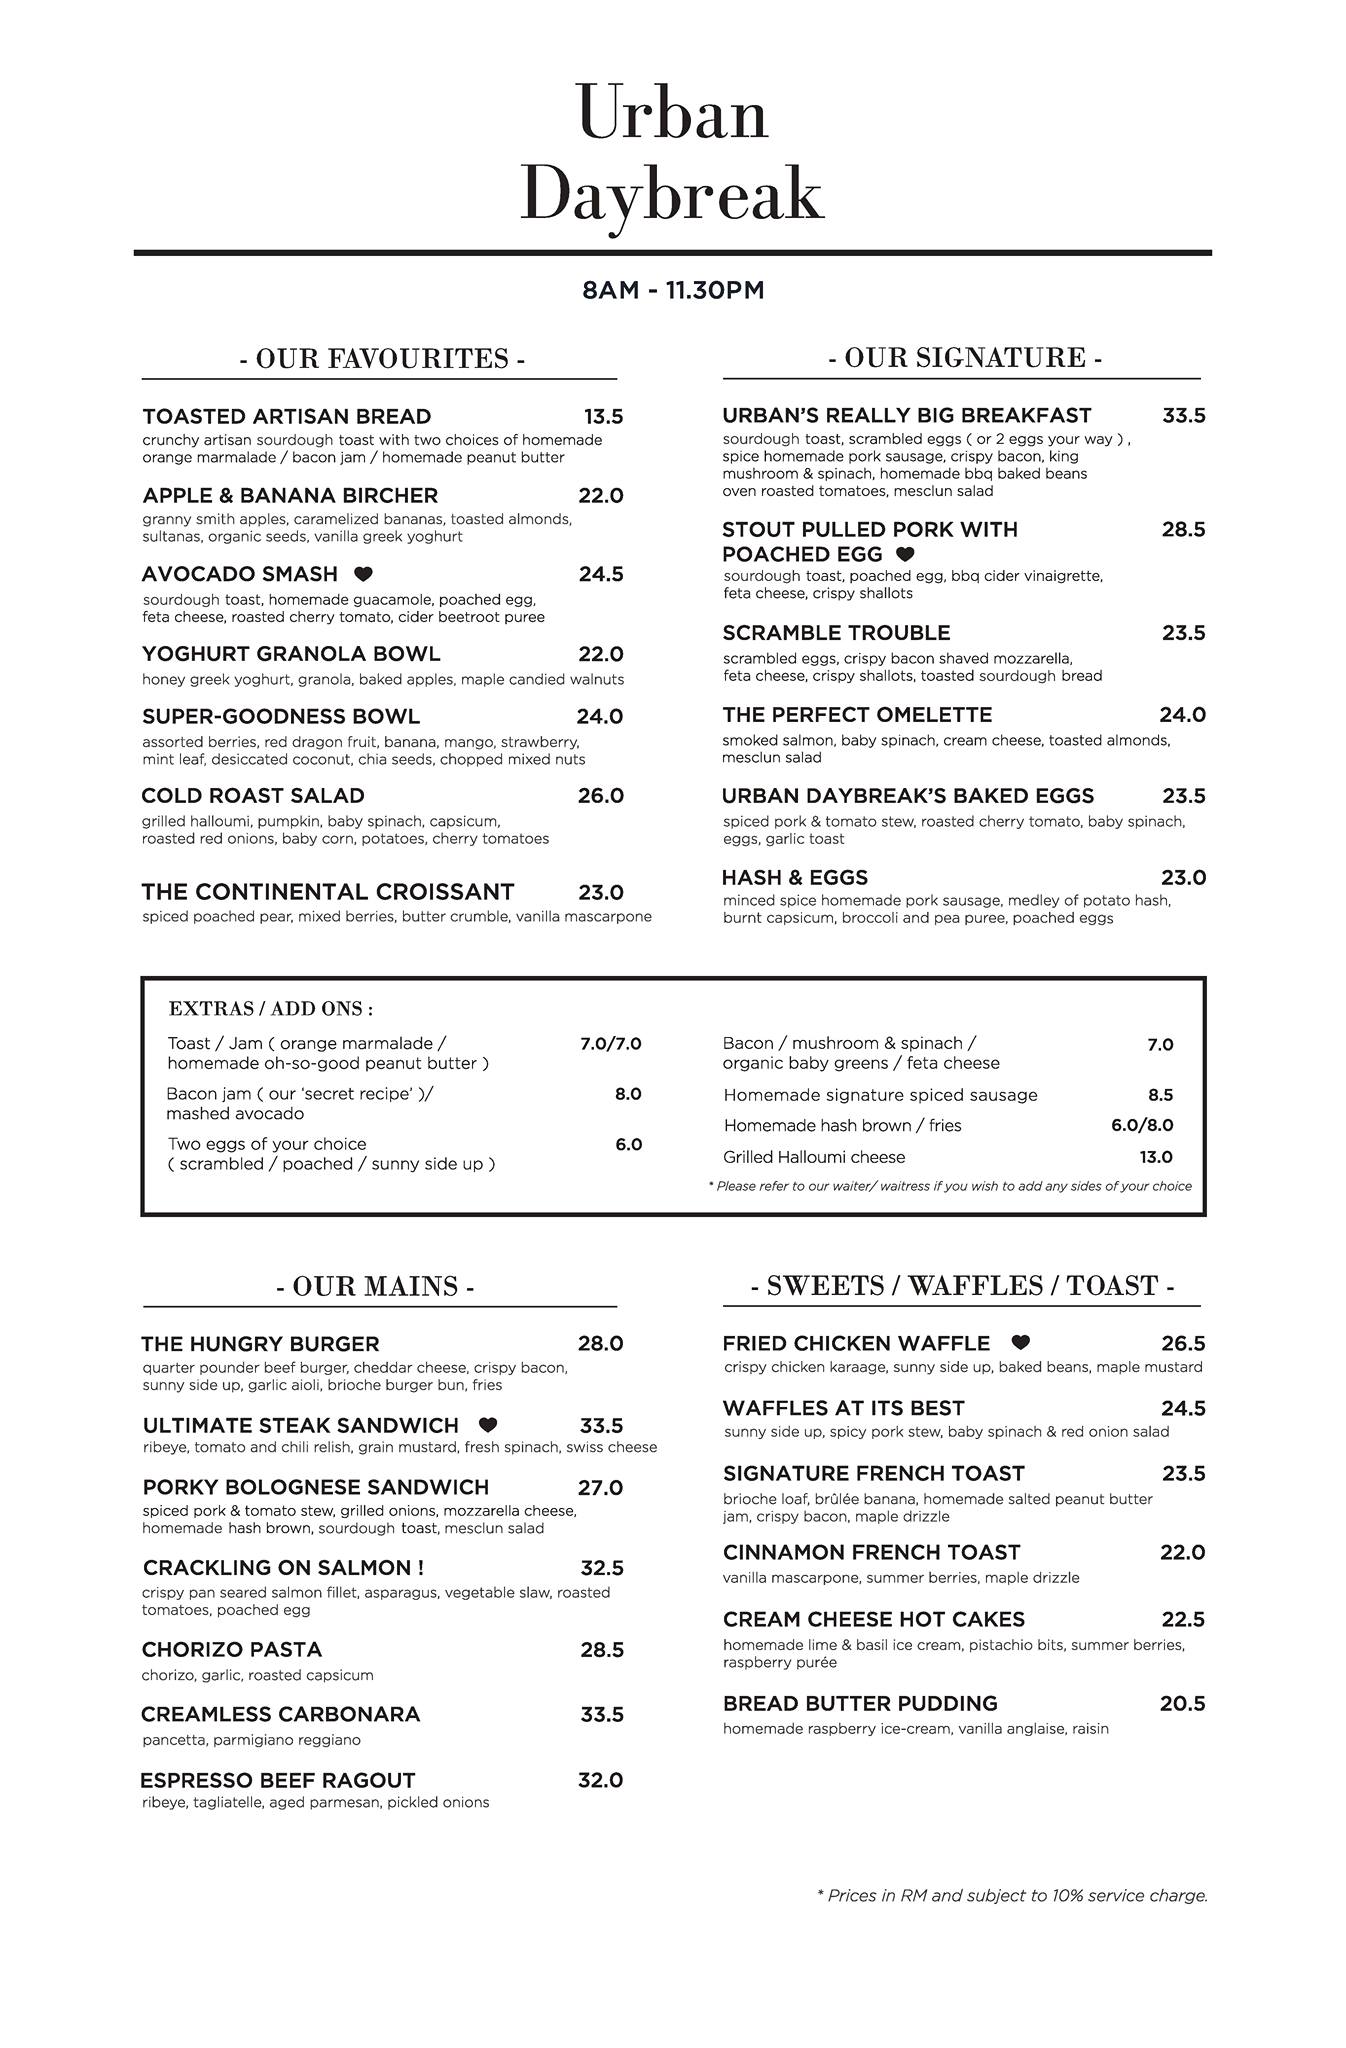 Urban
Daybreak
8AM - 11.30PM
- OUR FAVOURITES -
TOASTED ARTISAN BREAD 13.5
crunchy artisan sourdough toast with two choices of homemade
orange marmalade / bacon jam / homemade peanut butter
APPLE & BANANA BIRCHER 22.0
granny smith apples, caramelized bananas, toasted almonds,
sultanas, organic seeds, vanilla greek yoghurt
AVOCADO SMASH ♥ 24.5
sourdough toast, homemade guacamole, poached egg,
feta cheese, roasted cherry tomato, cider beetroot puree
YOGHURT GRANOLA BOWL 22.0
honey greek yoghurt, granola, baked apples, maple candied walnuts
SUPER-GOODNESS BOWL 24.0
assorted berries, red dragon fruit, banana, mango, strawberry,
mint leaf, desiccated coconut, chia seeds, chopped mixed nuts
COLD ROAST SALAD 26.0
grilled halloumi, pumpkin, baby spinach, capsicum,
roasted red onions, baby corn, potatoes, cherry tomatoes
THE CONTINENTAL CROISSANT 23.0
spiced poached pear, mixed berries, butter crumble, vanilla mascarpone
- OUR SIGNATURE -
URBAN'S REALLY BIG BREAKFAST 33.5
sourdough toast, scrambled eggs ( or 2 eggs your way ) ,
spice homemade pork sausage, crispy bacon, king
mushroom & spinach, homemade bbq baked beans
oven roasted tomatoes, mesclun salad
STOUT PULLED PORK WITH 28.5
POACHED EGG ♥
sourdough toast, poached egg, bbq cider vinaigrette,
feta cheese, crispy shallots
SCRAMBLE TROUBLE 23.5
scrambled eggs, crispy bacon shaved mozzarella,
feta cheese, crispy shallots, toasted sourdough bread
THE PERFECT OMELETTE 24.0
smoked salmon, baby spinach, cream cheese, toasted almonds,
mesclun salad
URBAN DAYBREAK'S BAKED EGGS 23.5
spiced pork & tomato stew, roasted cherry tomato, baby spinach,
eggs, garlic toast
HASH & EGGS 23.0
minced spice homemade pork sausage, medley of potato hash,
burnt capsicum, broccoli and pea puree, poached eggs
EXTRAS / ADD ONS :
Toast / Jam ( orange marmalade / 7.0/7.0
homemade oh-so-good peanut butter )
Bacon jam ( our 'secret recipe' )/ 8.0
mashed avocado
Two eggs of your choice 6.0
( scrambled / poached / sunny side up )
Bacon / mushroom & spinach / 7.0
organic baby greens / feta cheese
Homemade signature spiced sausage 8.5
Homemade hash brown / fries 6.0/8.0
Grilled Halloumi cheese 13.0
* Please refer to our waiter/ waitress if you wish to add any sides of your choice
- OUR MAINS -
THE HUNGRY BURGER 28.0
quarter pounder beef burger, cheddar cheese, crispy bacon,
sunny side up, garlic aioli, brioche burger bun, fries
ULTIMATE STEAK SANDWICH ♥ 33.5
ribeye, tomato and chili relish, grain mustard, fresh spinach, swiss cheese
PORKY BOLOGNESE SANDWICH 27.0
spiced pork & tomato stew, grilled onions, mozzarella cheese,
homemade hash brown, sourdough toast, mesclun salad
CRACKLING ON SALMON ! 32.5
crispy pan seared salmon fillet, asparagus, vegetable slaw, roasted
tomatoes, poached egg
CHORIZO PASTA 28.5
chorizo, garlic, roasted capsicum
CREAMLESS CARBONARA 33.5
pancetta, parmigiano reggiano
ESPRESSO BEEF RAGOUT 32.0
ribeye, tagliatelle, aged parmesan, pickled onions
- SWEETS / WAFFLES / TOAST -
FRIED CHICKEN WAFFLE ♥ 26.5
crispy chicken karaage, sunny side up, baked beans, maple mustard
WAFFLES AT ITS BEST 24.5
sunny side up, spicy pork stew, baby spinach & red onion salad
SIGNATURE FRENCH TOAST 23.5
brioche loaf, brûlée banana, homemade salted peanut butter
jam, crispy bacon, maple drizzle
CINNAMON FRENCH TOAST 22.0
vanilla mascarpone, summer berries, maple drizzle
CREAM CHEESE HOT CAKES 22.5
homemade lime & basil ice cream, pistachio bits, summer berries,
raspberry purée
BREAD BUTTER PUDDING 20.5
homemade raspberry ice-cream, vanilla anglaise, raisin
* Prices in RM and subject to 10% service charge.